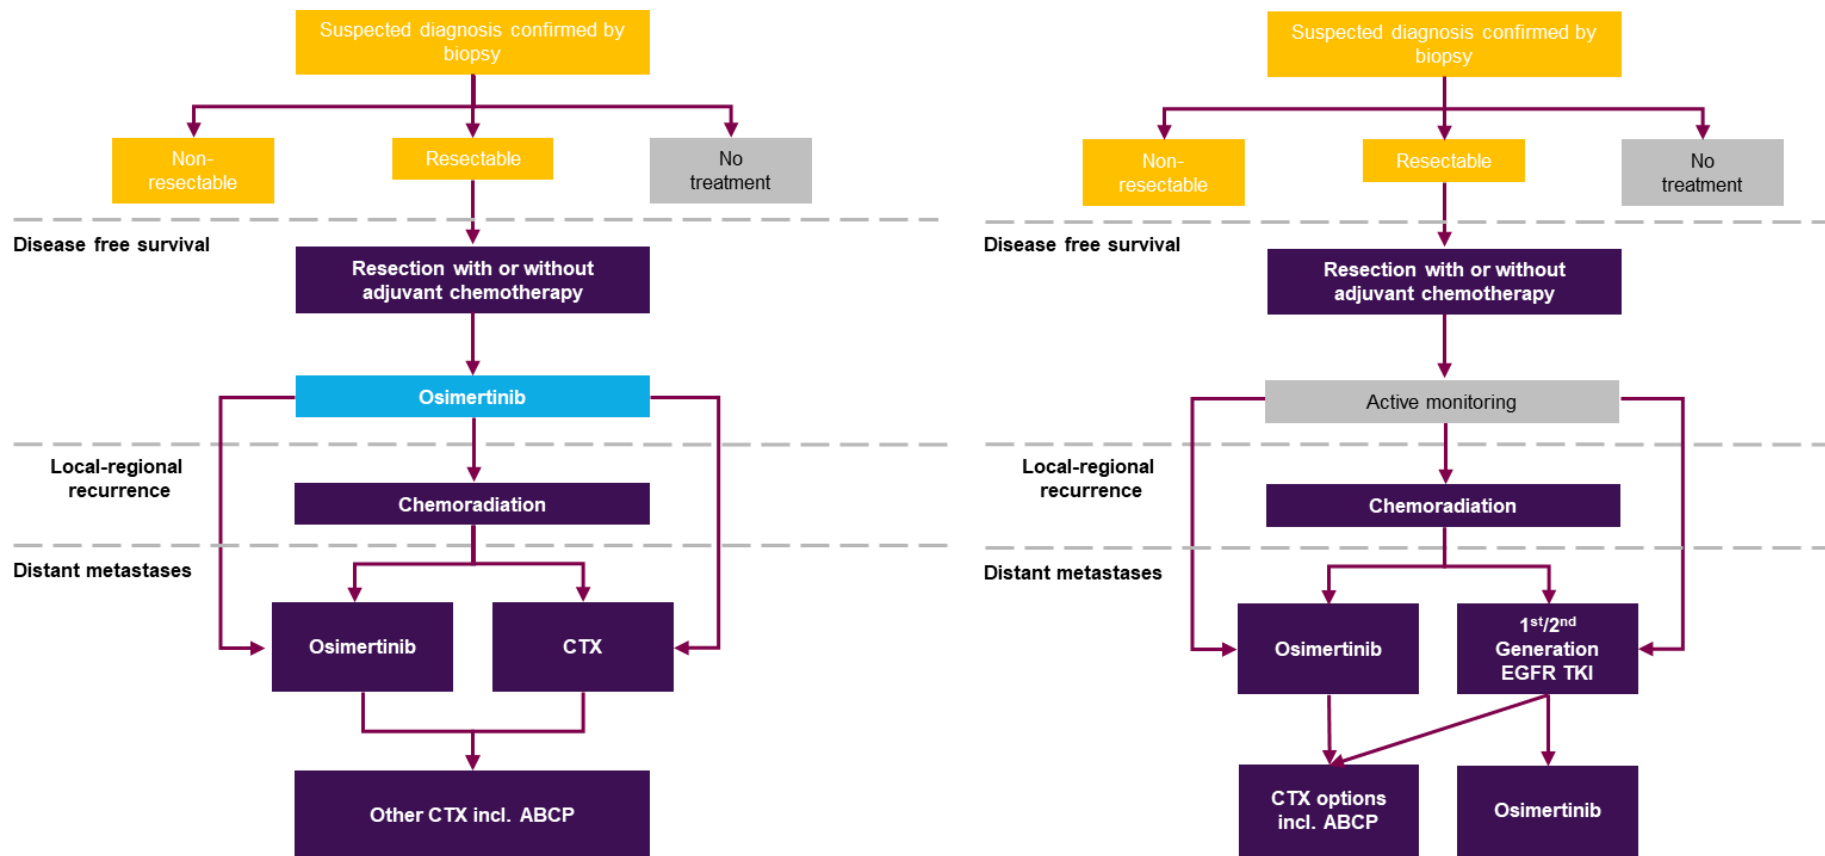 Suspected diagnosis confirmed by
biopsy
Non-
resectable
Resectable
No
treatment
Disease free survival
Resection with or without
adjuvant chemotherapy
Osimertinib
Local-regional
recurrence
Chemoradiation
Distant metastases
Osimertinib
CTX
Other CTX incl. ABCP
Suspected diagnosis confirmed by
biopsy
Non-
resectable
Resectable
No
treatment
Disease free survival
Resection with or without
adjuvant chemotherapy
Active monitoring
Local-regional
recurrence
Chemoradiation
Distant metastases
Osimertinib
1st/2nd
Generation
EGFR TKI
CTX options
incl. ABCP
Osimertinib